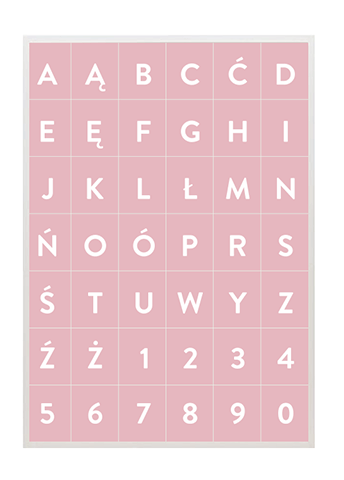 A Ą B C Ć D
E Ę F G H I
J K L Ł M N
Ń O Ó P R S
Ś T U W Y Z
Ź Ż 1 2 3 4
5 6 7 8 9 0